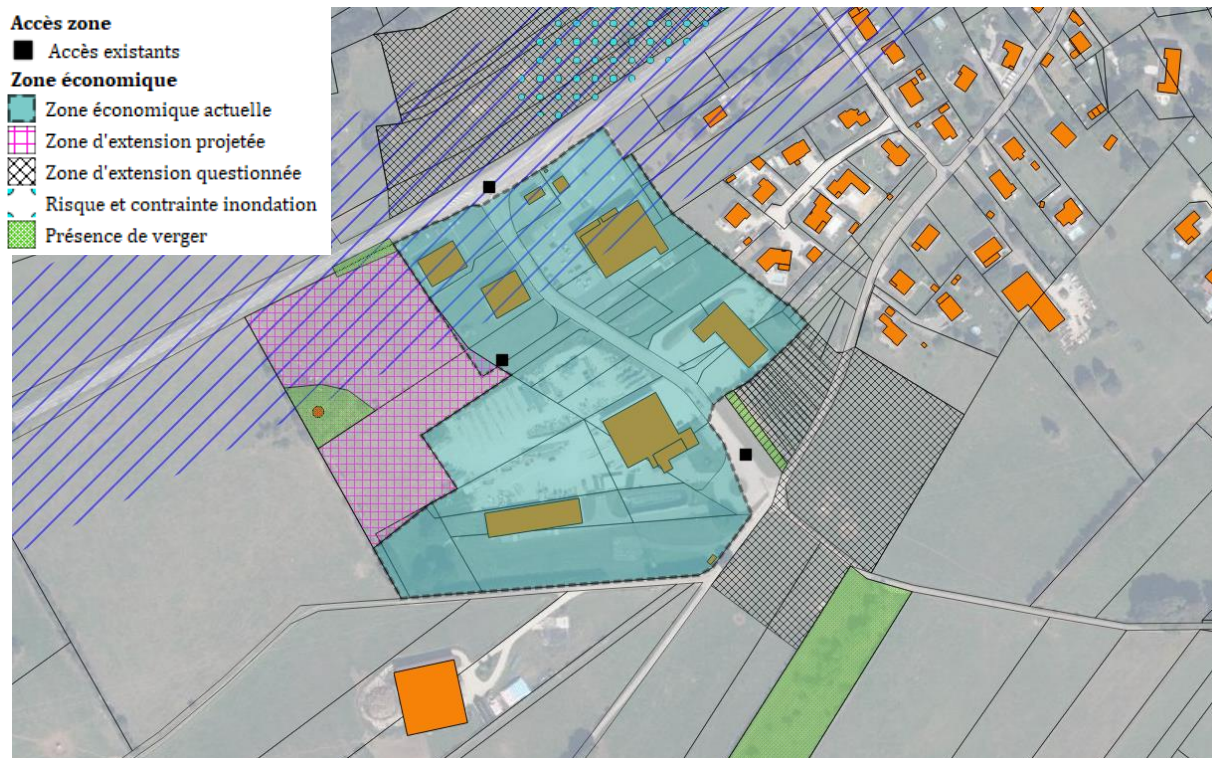 Accès zone
Accès existants
Zone économique
Zone économique actuelle
Zone d'extension projetée
Zone d'extension questionnée
Risque et contrainte inondation
Présence de verger